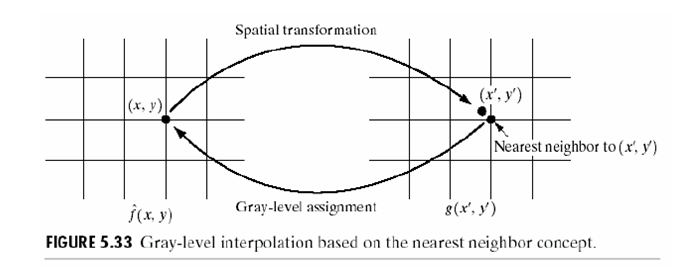 Spatial transformation
(x, y)
(x′, y′)
Nearest neighbor to (x′, y′)
f̂(x, y)
Gray-level assignment
g(x′, y′)
FIGURE 5.33 Gray-level interpolation based on the nearest neighbor concept.